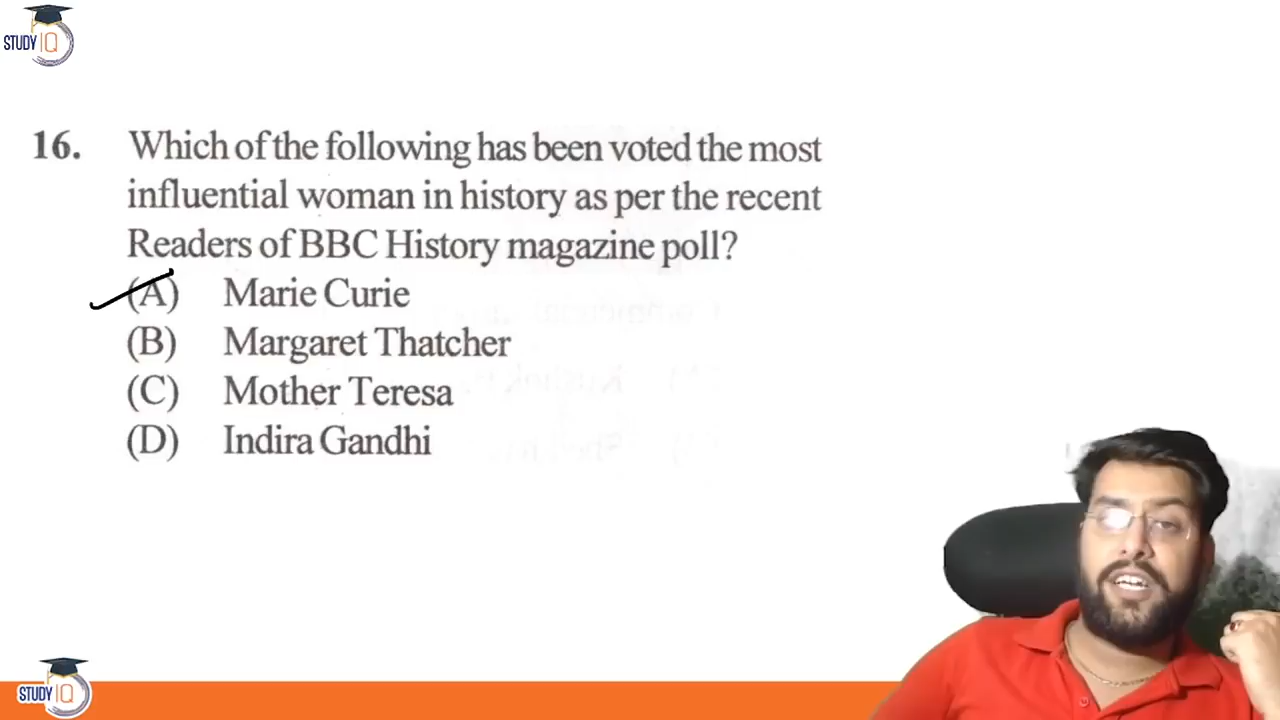 STUDY IQ
16. Which of the following has been voted the most
influential woman in history as per the recent
Readers of BBC History magazine poll?
(A) Marie Curie
(B) Margaret Thatcher
(C) Mother Teresa
(D) Indira Gandhi
STUDY IQ